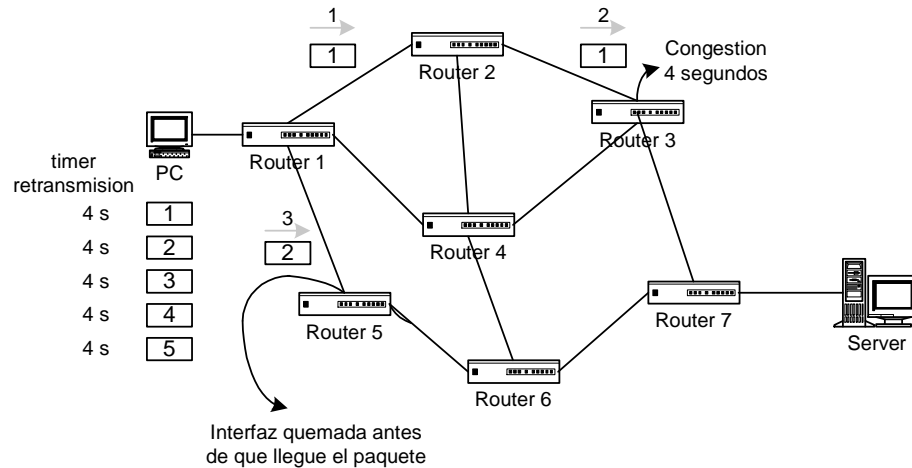 1
1
Router 2
2
1
Congestion
4 segundos
Router 3
Router 1
PC
timer
retransmision
4 s 1
4 s 2
4 s 3
4 s 4
4 s 5
3
2
Router 4
Router 5
Router 7
Server
Router 6
Interfaz quemada antes
de que llegue el paquete